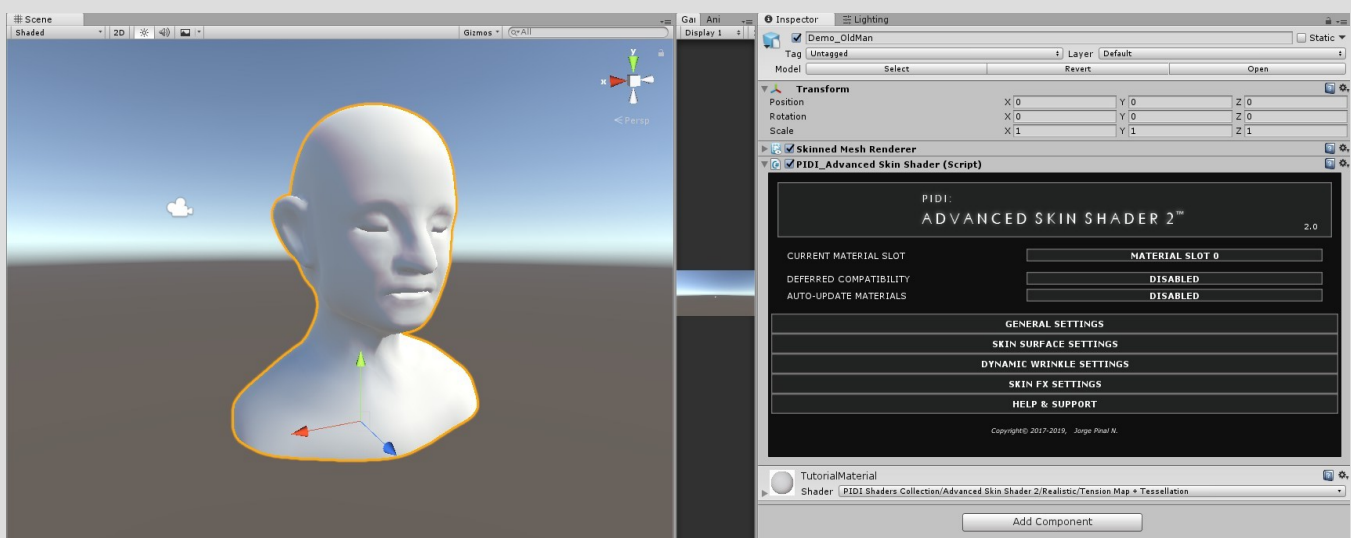 Scene
Shaded 2D Gizmos Q▾All
y
x
Persp
Gai Ani
Display 1
Inspector Lighting
Demo_OldMan Static
Tag Untagged Layer Default
Model Select Revert Open
Transform
Position X 0 Y 0 Z 0
Rotation X 0 Y 0 Z 0
Scale X 1 Y 1 Z 1
Skinned Mesh Renderer
PIDI_Advanced Skin Shader (Script)
PIDI:
ADVANCED SKIN SHADER 2™
2.0
CURRENT MATERIAL SLOT MATERIAL SLOT 0
DEFERRED COMPATIBILITY DISABLED
AUTO-UPDATE MATERIALS DISABLED
GENERAL SETTINGS
SKIN SURFACE SETTINGS
DYNAMIC WRINKLE SETTINGS
SKIN FX SETTINGS
HELP & SUPPORT
Copyright© 2017-2019, Jorge Pinal N.
TutorialMaterial
Shader PIDI Shaders Collection/Advanced Skin Shader 2/Realistic/Tension Map + Tessellation
Add Component